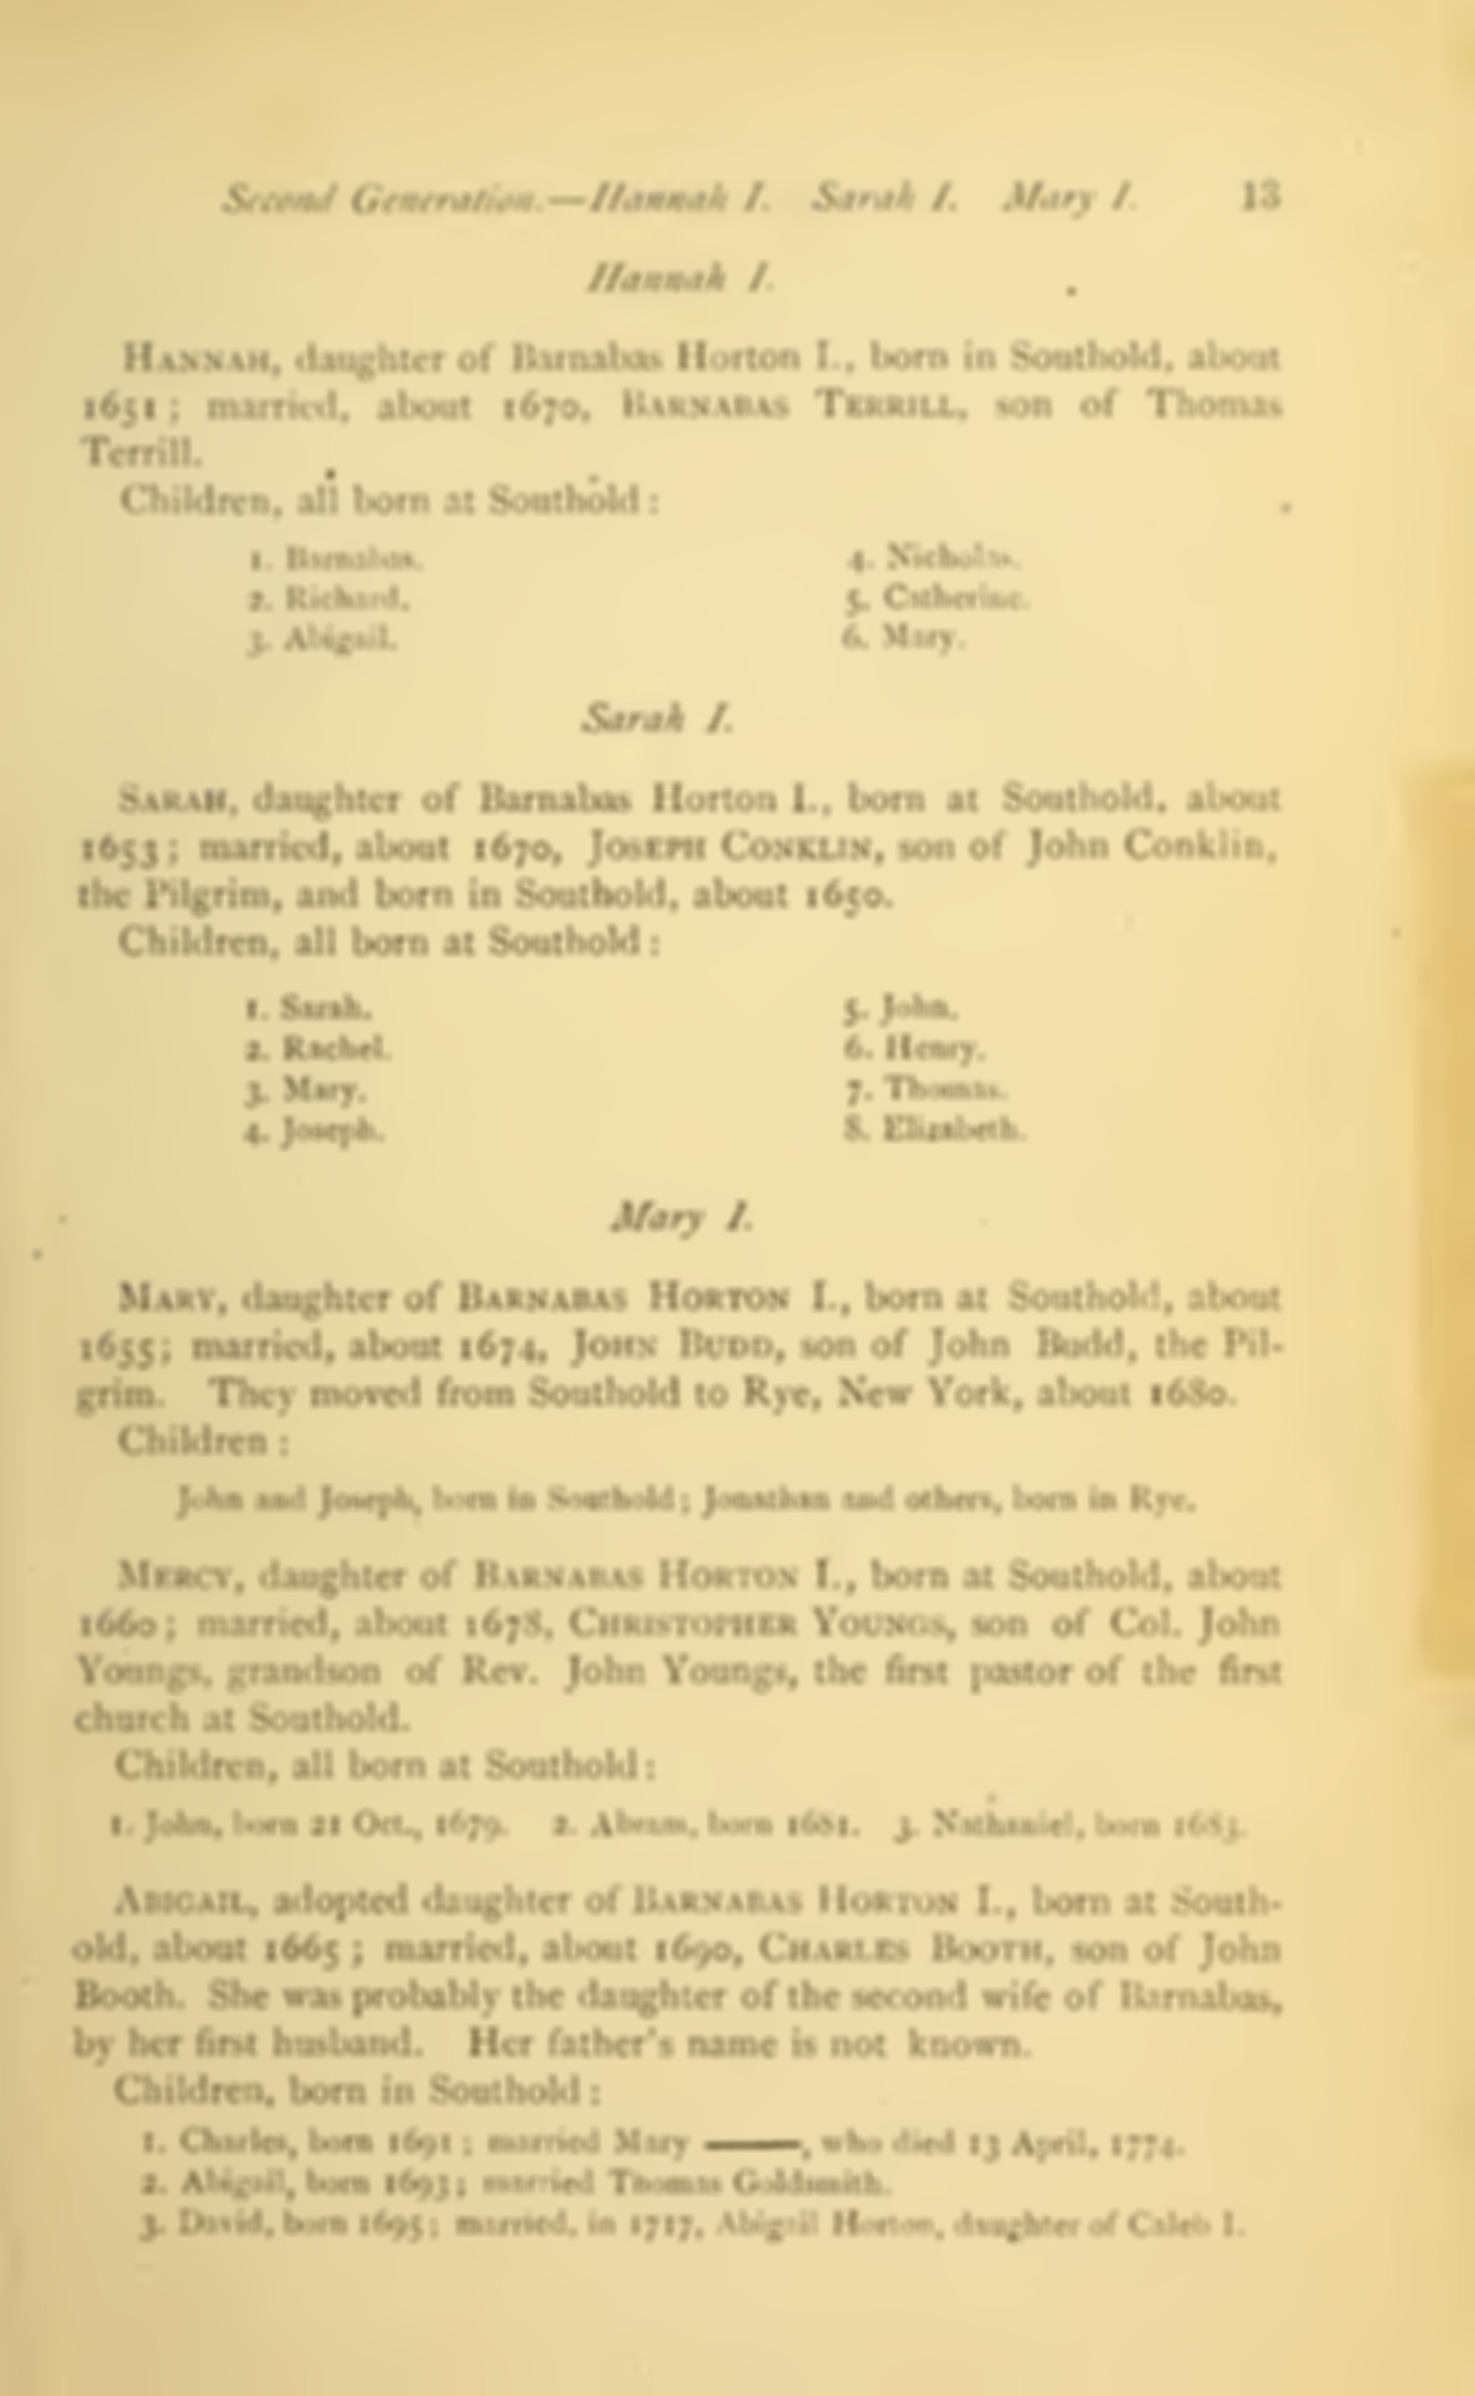 Second Generation.—Hannah I. Sarah I. Mary I. 13
Hannah I.
HANNAH, daughter of Barnabas Horton I., born in Southold, about
1651; married, about 1670, BARNABAS TERRILL, son of Thomas
Terrill.
Children, all born at Southold:
1. Barnabas. 4. Nicholas.
2. Richard. 5. Catherine.
3. Abigail. 6. Mary.
Sarah I.
SARAH, daughter of Barnabas Horton I., born at Southold, about
1653; married, about 1670, JOSEPH CONKLIN, son of John Conklin,
the Pilgrim, and born in Southold, about 1650.
Children, all born at Southold:
1. Sarah. 5. John.
2. Rachel. 6. Henry.
3. Mary. 7. Thomas.
4. Joseph. 8. Elizabeth.
Mary I.
MARY, daughter of BARNABAS HORTON I., born at Southold, about
1655; married, about 1674, JOHN BUDD, son of John Budd, the Pil-
grim. They moved from Southold to Rye, New York, about 1680.
Children:
John and Joseph, born in Southold; Jonathan and others, born in Rye.
MERCY, daughter of BARNABAS HORTON I., born at Southold, about
1660; married, about 1678, CHRISTOPHER YOUNGS, son of Col. John
Youngs, grandson of Rev. John Youngs, the first pastor of the first
church at Southold.
Children, all born at Southold:
1. John, born 21 Oct., 1679. 2. Abram, born 1681. 3. Nathaniel, born 1683.
ABIGAIL, adopted daughter of BARNABAS HORTON I., born at South-
old, about 1665; married, about 1690, CHARLES BOOTH, son of John
Booth. She was probably the daughter of the second wife of Barnabas,
by her first husband. Her father's name is not known.
Children, born in Southold:
1. Charles, born 1691; married Mary ——, who died 13 April, 1774.
2. Abigail, born 1693; married Thomas Goldsmith.
3. David, born 1695; married, in 1717, Abigail Horton, daughter of Caleb I.